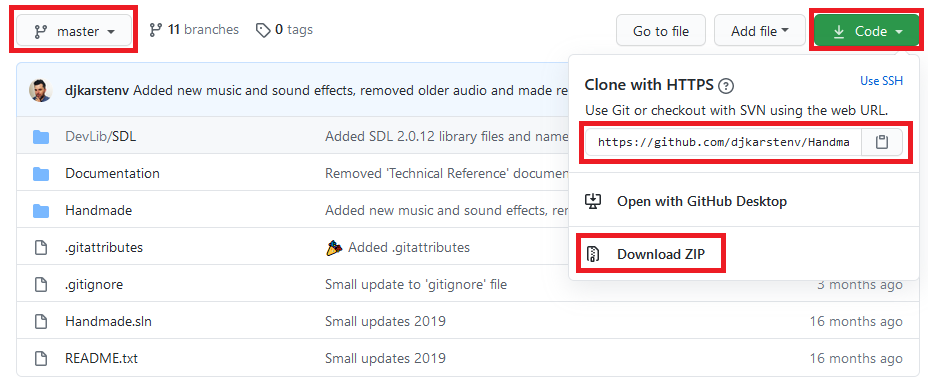 master 11 branches 0 tags Go to file Add file Code
djkarstenv Added new music and sound effects, removed older audio and made re
Clone with HTTPS Use SSH
Use Git or checkout with SVN using the web URL.
https://github.com/djkarstenv/Handma
Open with GitHub Desktop
Download ZIP
DevLib/SDL Added SDL 2.0.12 library files and name
Documentation Removed 'Technical Reference' document
Handmade Added new music and sound effects, rem
.gitattributes Added .gitattributes
.gitignore Small update to 'gitignore' file 3 months ago
Handmade.sln Small updates 2019 16 months ago
README.txt Small updates 2019 16 months ago